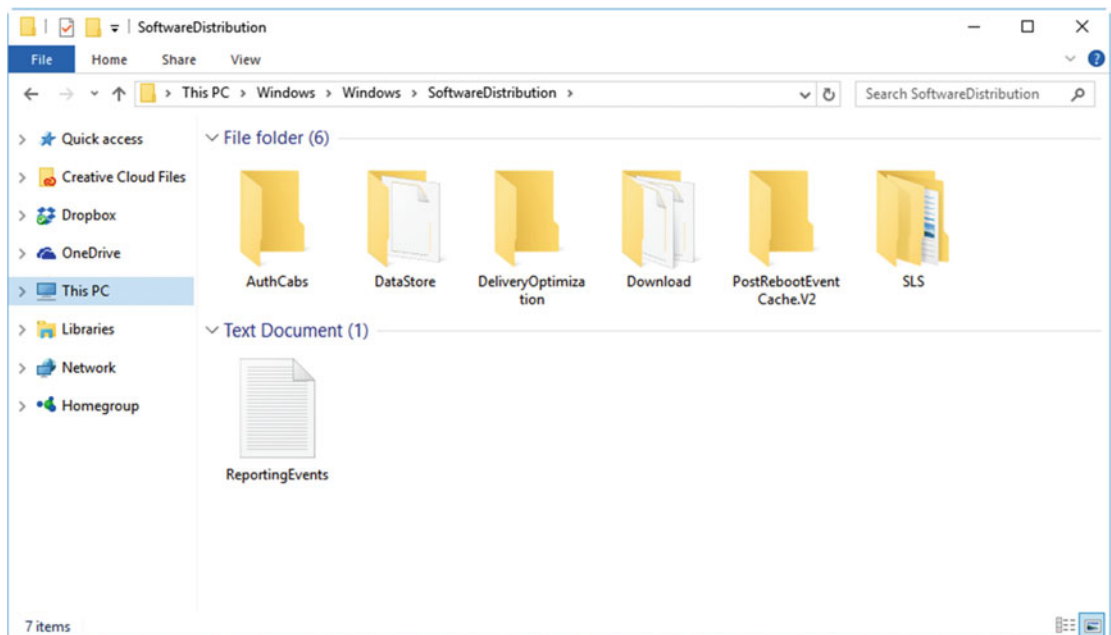 SoftwareDistribution
File Home Share View
This PC > Windows > Windows > SoftwareDistribution >
Search SoftwareDistribution
Quick access
Creative Cloud Files
Dropbox
OneDrive
This PC
Libraries
Network
Homegroup
File folder (6)
AuthCabs
DataStore
DeliveryOptimiza
tion
Download
PostRebootEvent
Cache.V2
SLS
Text Document (1)
ReportingEvents
7 items